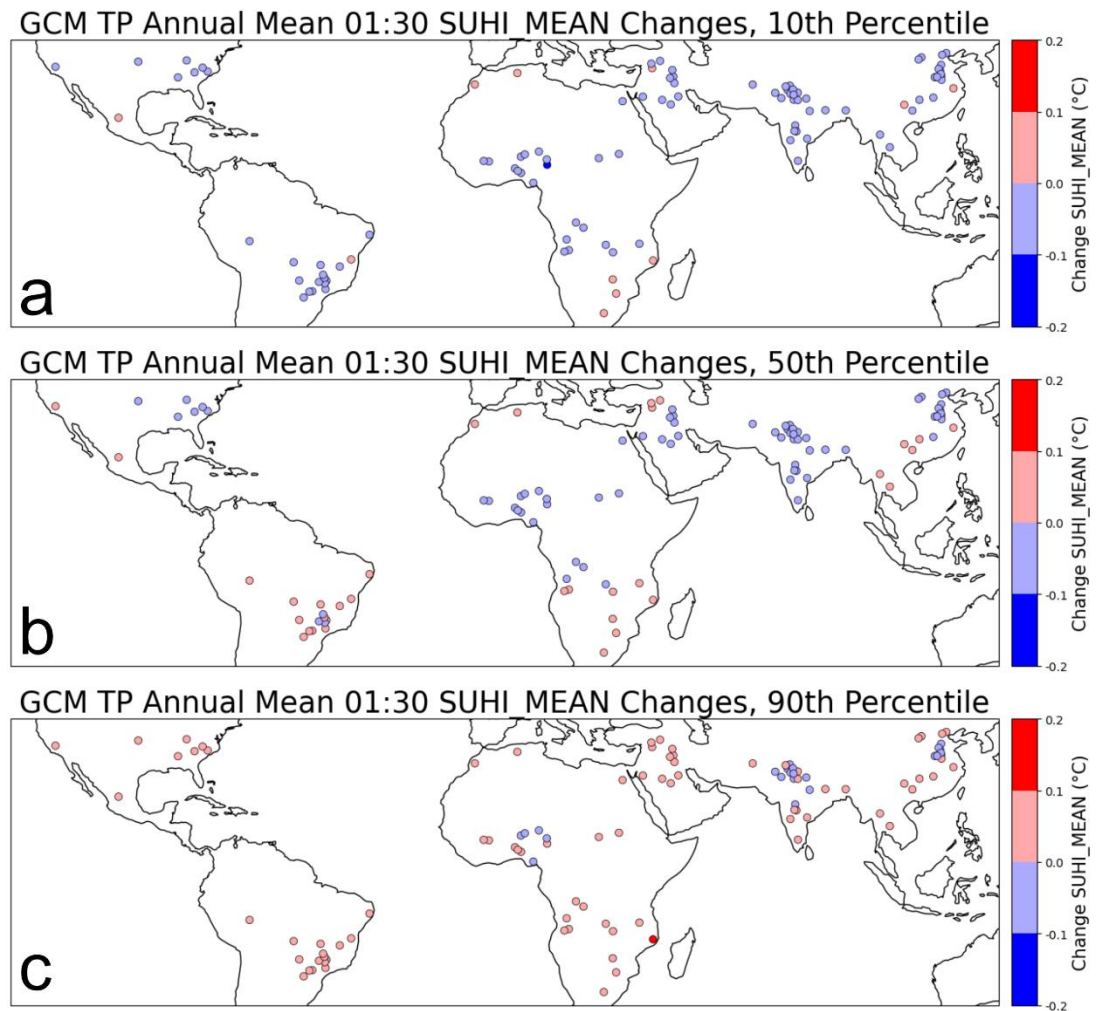 GCM TP Annual Mean 01:30 SUHI_MEAN Changes, 10th Percentile
0.2
0.1
0.0
-0.1
-0.2
Change SUHI_MEAN (°C)
a
GCM TP Annual Mean 01:30 SUHI_MEAN Changes, 50th Percentile
0.2
0.1
0.0
-0.1
-0.2
Change SUHI_MEAN (°C)
b
GCM TP Annual Mean 01:30 SUHI_MEAN Changes, 90th Percentile
0.2
0.1
0.0
-0.1
-0.2
Change SUHI_MEAN (°C)
c